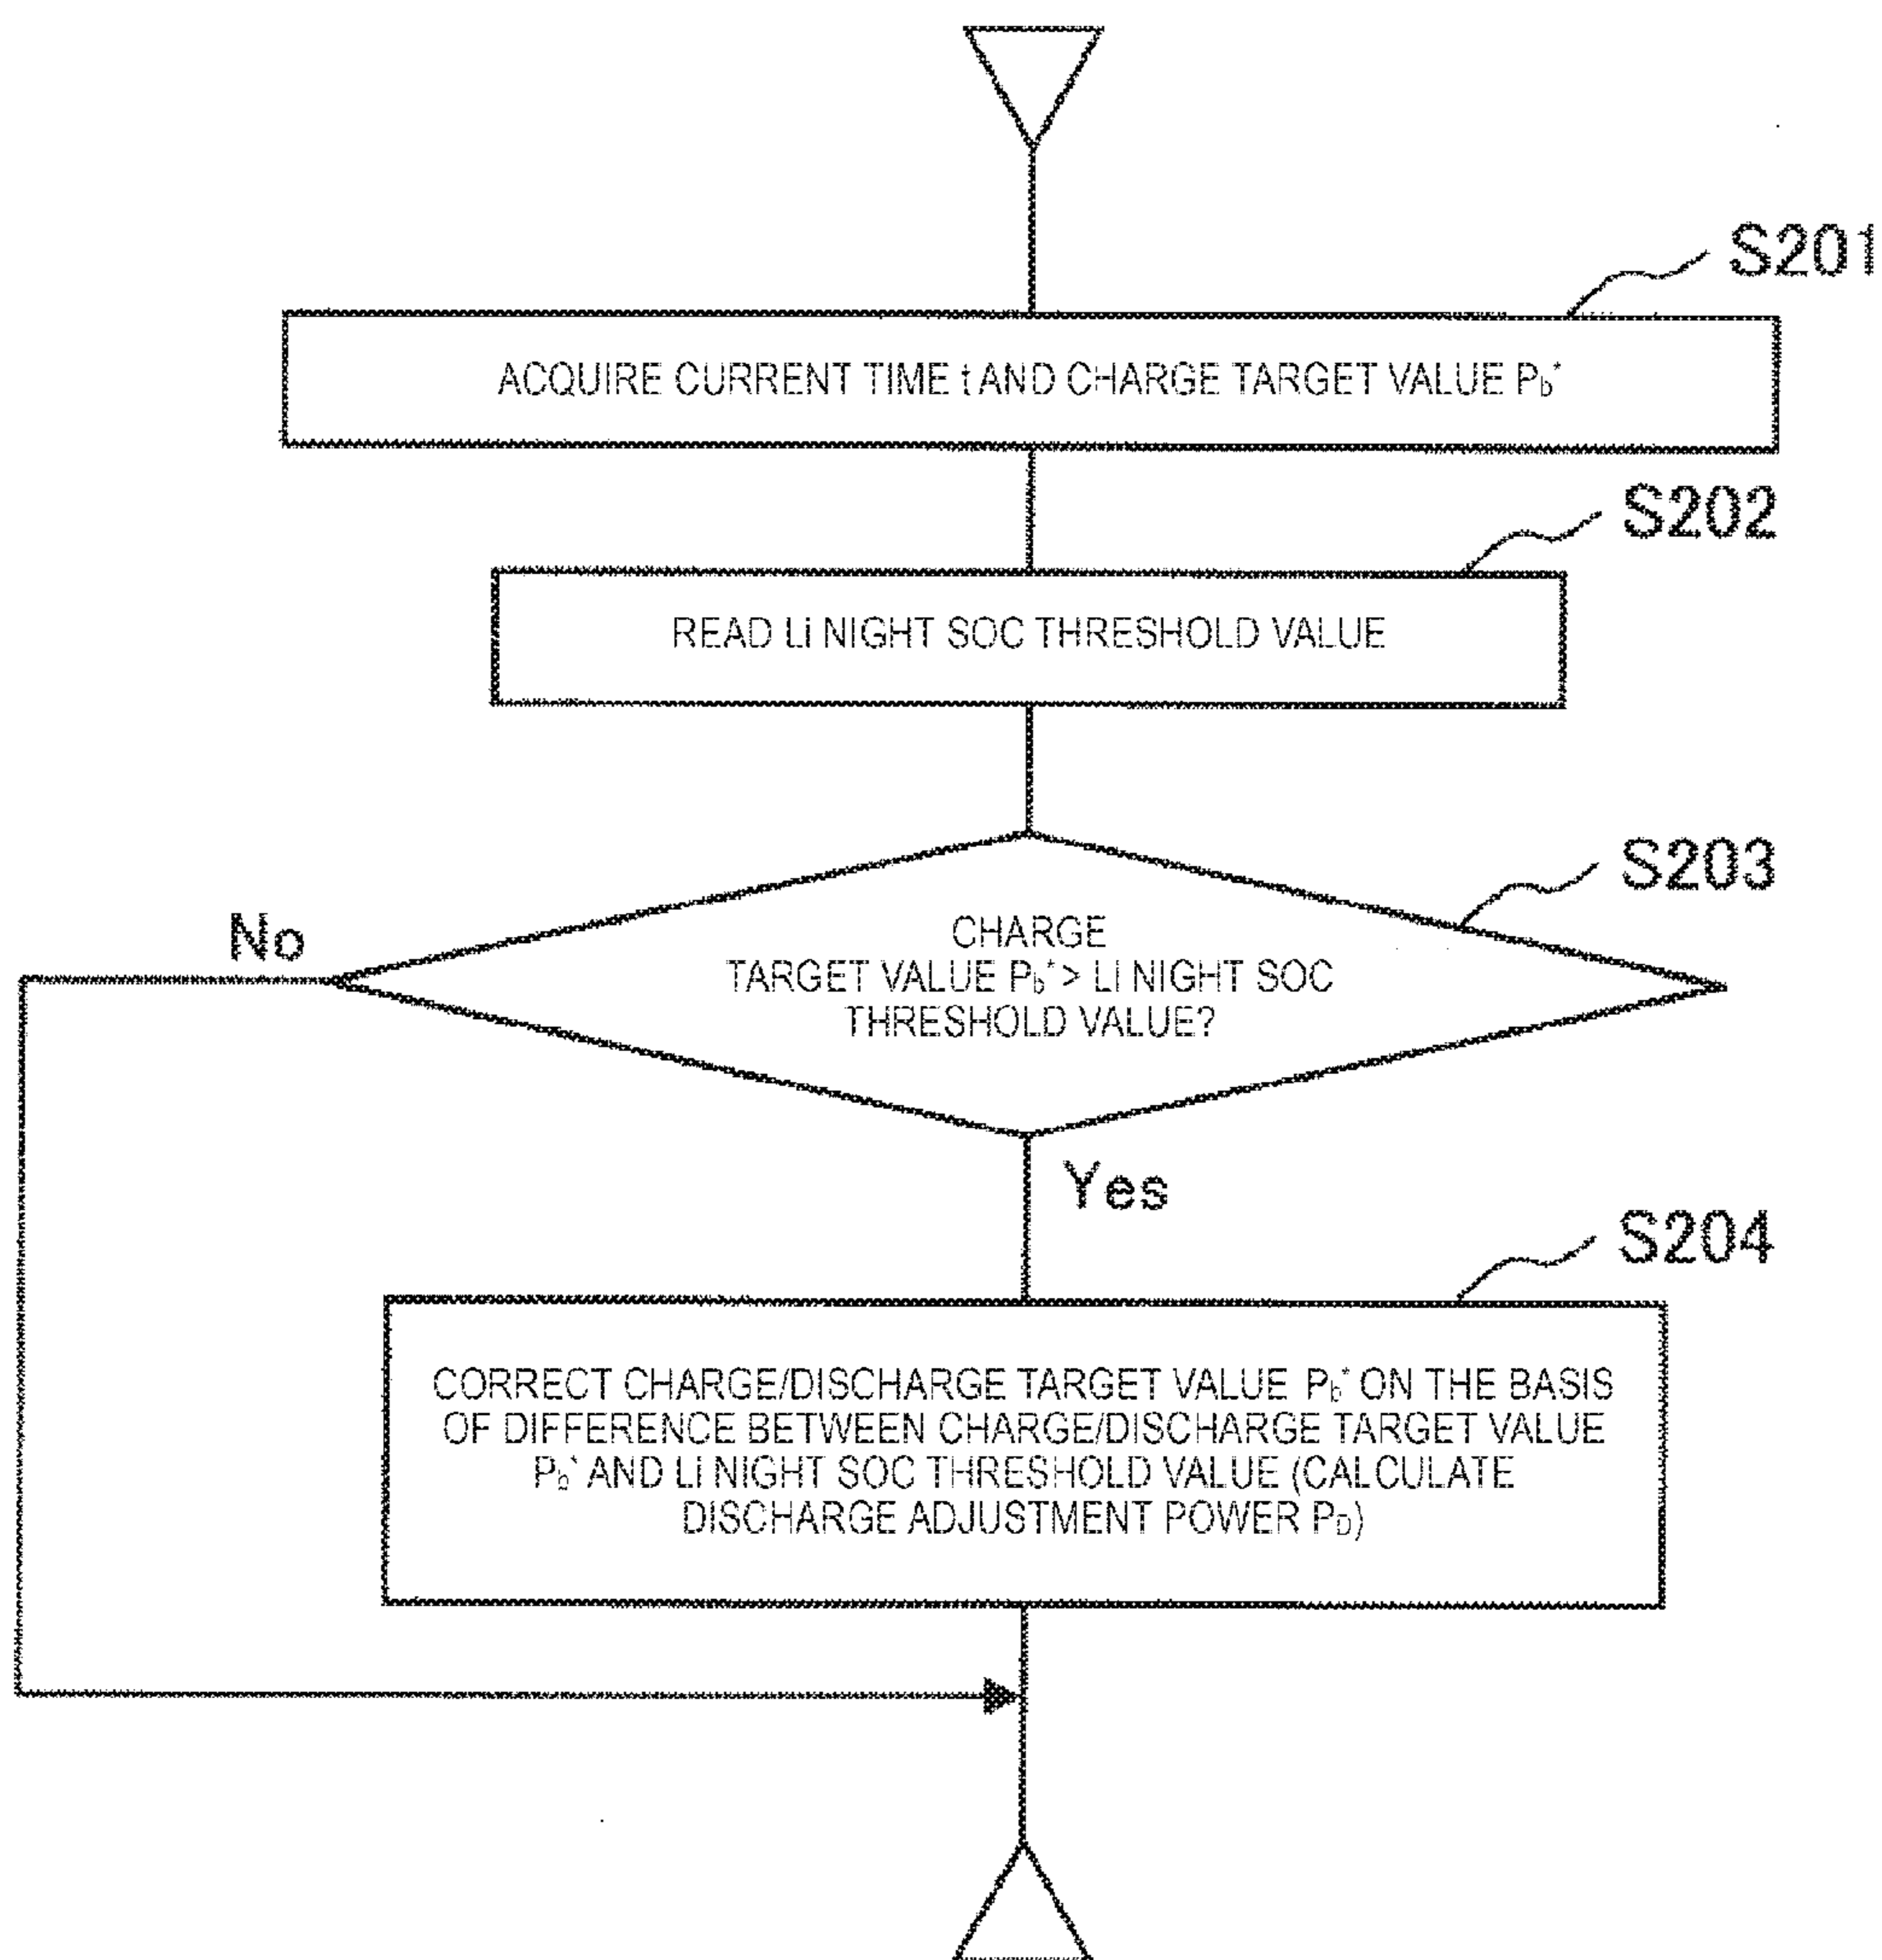 S201
ACQUIRE CURRENT TIME t AND CHARGE TARGET VALUE Pb*
S202
READ Li NIGHT SOC THRESHOLD VALUE
S203
No
CHARGE
TARGET VALUE Pb* > Li NIGHT SOC
THRESHOLD VALUE?
Yes
S204
CORRECT CHARGE/DISCHARGE TARGET VALUE Pb* ON THE BASIS
OF DIFFERENCE BETWEEN CHARGE/DISCHARGE TARGET VALUE
Pb* AND Li NIGHT SOC THRESHOLD VALUE (CALCULATE
DISCHARGE ADJUSTMENT POWER PD)